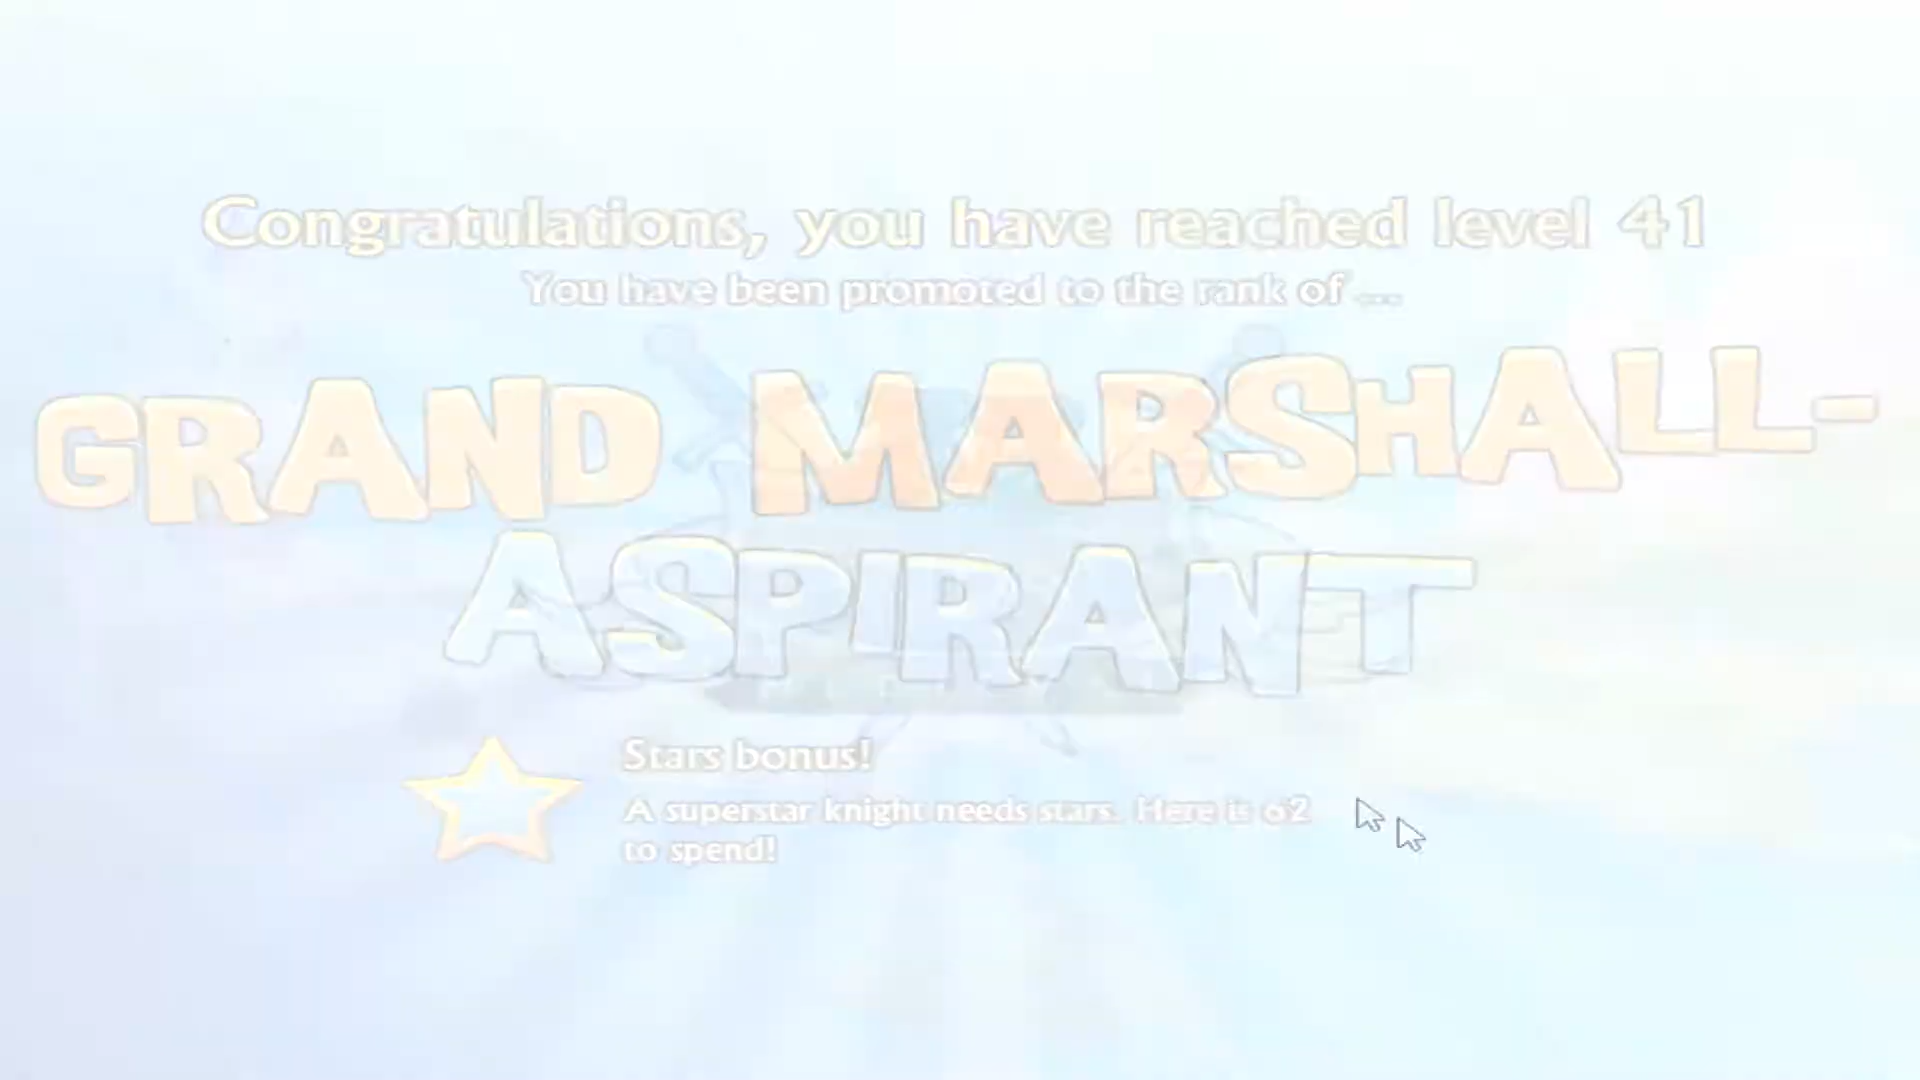 Congratulations, you have reached level 41
You have been promoted to the rank of ...
GRAND MARSHALL-
ASPIRANT
Stars bonus!
A superstar knight needs stars. Here is 62
to spend!